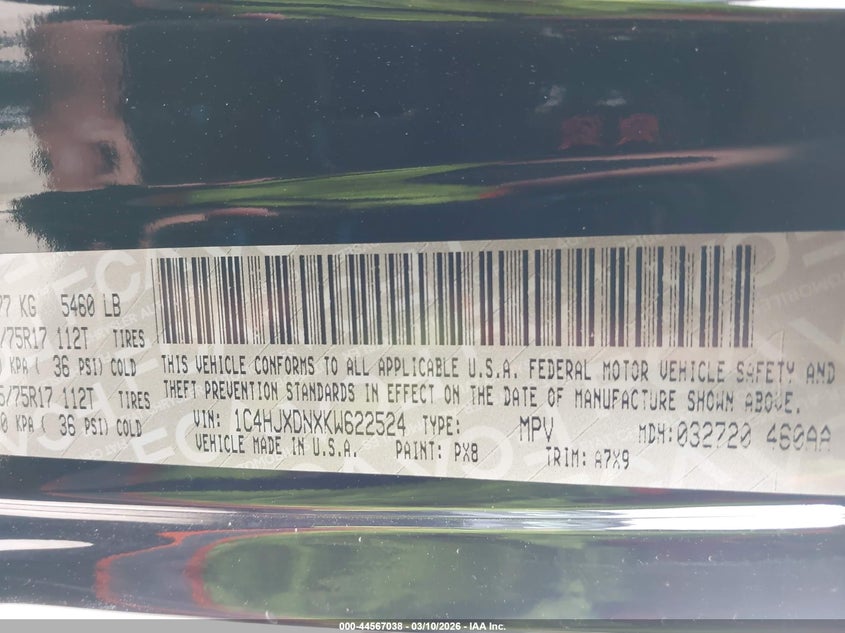 KG 5460 LB
/75R17 112T TIRES
KPA ( 36 PSI) COLD
/75R17 112T TIRES
0 KPA ( 36 PSI) COLD
THIS VEHICLE CONFORMS TO ALL APPLICABLE U.S.A. FEDERAL MOTOR VEHICLE SAFETY AND
THEFT PREVENTION STANDARDS IN EFFECT ON THE DATE OF MANUFACTURE SHOWN ABOVE.
VIN: 1C4HJXDNXKW622524 TYPE: MPV MDH:032720 460AA
VEHICLE MADE IN U.S.A. PAINT: PX8 TRIM: A7X9
000-44567038 - 03/10/2026 - IAA Inc.